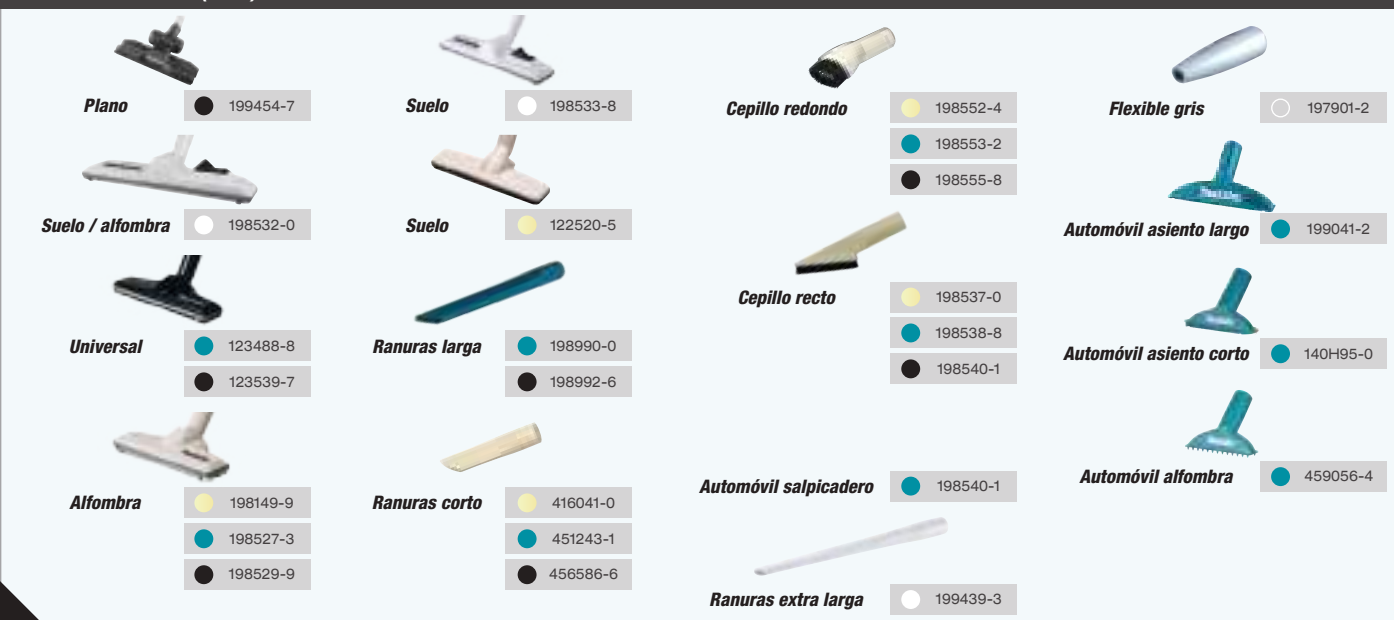 Plano 199454-7
Suelo / alfombra 198532-0
Universal 123488-8
123539-7
Alfombra 198149-9
198527-3
198529-9
Suelo 198533-8
Suelo 122520-5
Ranuras larga 198990-0
198992-6
Ranuras corto 416041-0
451243-1
456586-6
Cepillo redondo 198552-4
198553-2
198555-8
Cepillo recto 198537-0
198538-8
198540-1
Automóvil salpicadero 198540-1
Ranuras extra larga 199439-3
Flexible gris 197901-2
Automóvil asiento largo 199041-2
Automóvil asiento corto 140H95-0
Automóvil alfombra 459056-4